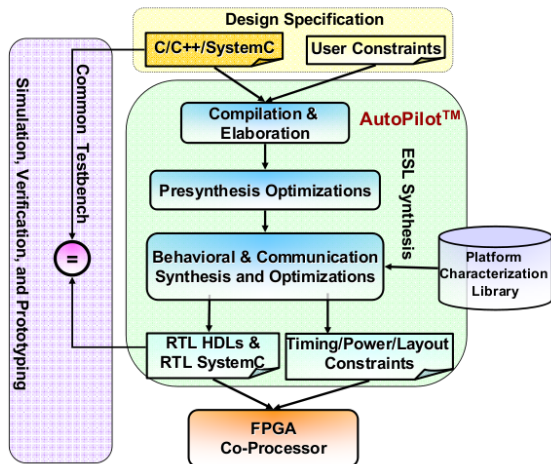 Design Specification
C/C++/SystemC
User Constraints
Simulation, Verification, and Prototyping
Common Testbench
=
AutoPilot™
Compilation &
Elaboration
Presynthesis Optimizations
ESL Synthesis
Behavioral & Communication
Synthesis and Optimizations
Platform
Characterization
Library
RTL HDLs &
RTL SystemC
Timing/Power/Layout
Constraints
FPGA
Co-Processor